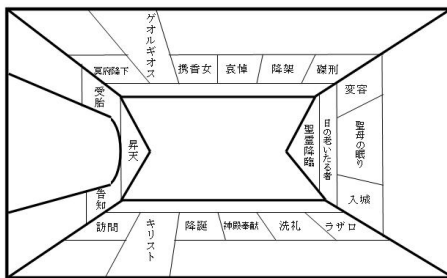 ゲオルギオス
冥府降下
携香女
哀悼
降架
磔刑
受胎
変容
昇天
聖霊降臨
日の老いたる者
聖母の眠り
告知
入城
訪問
キリスト
降誕
神殿奉献
洗礼
ラザロ